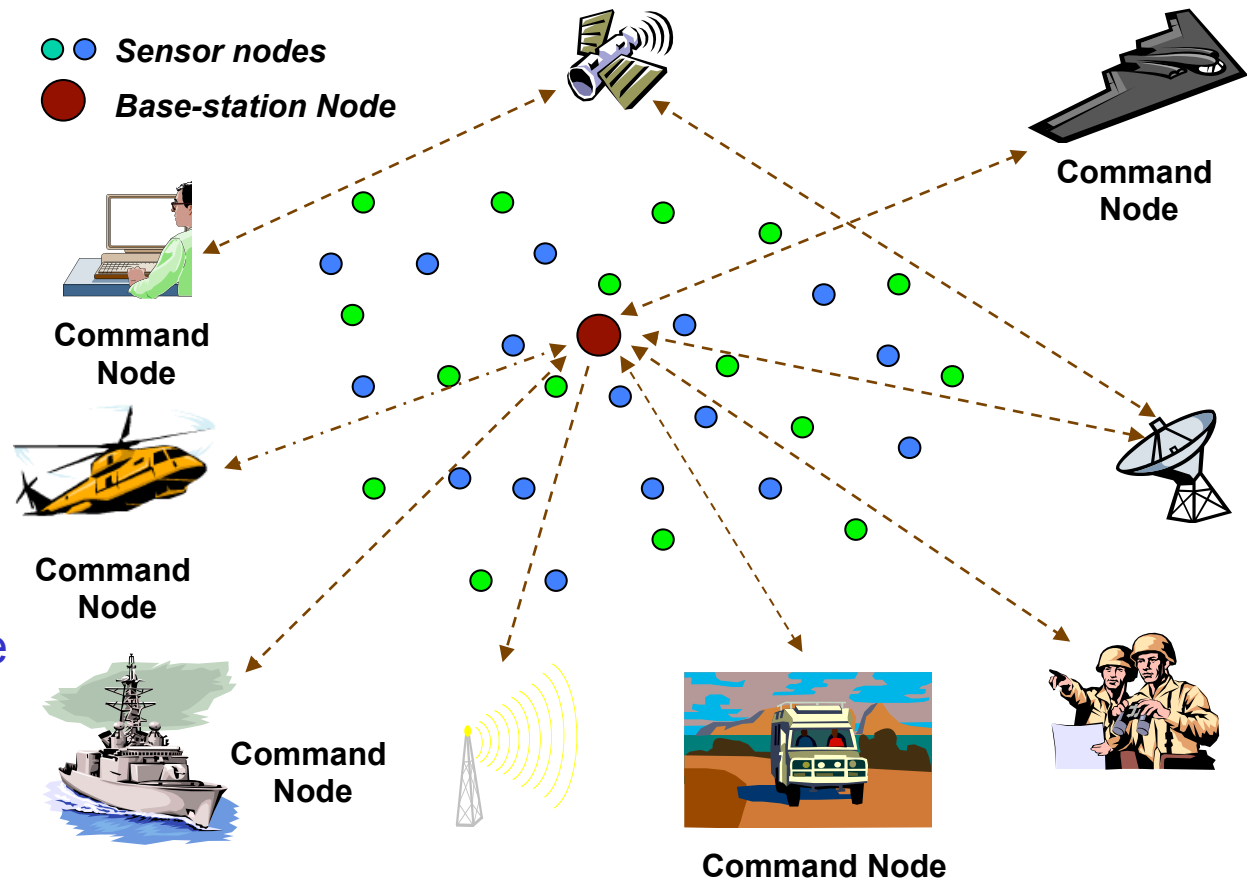 Sensor nodes
Base-station Node
Command
Node
Command
Node
Command
Node
e
Command
Node
Command Node